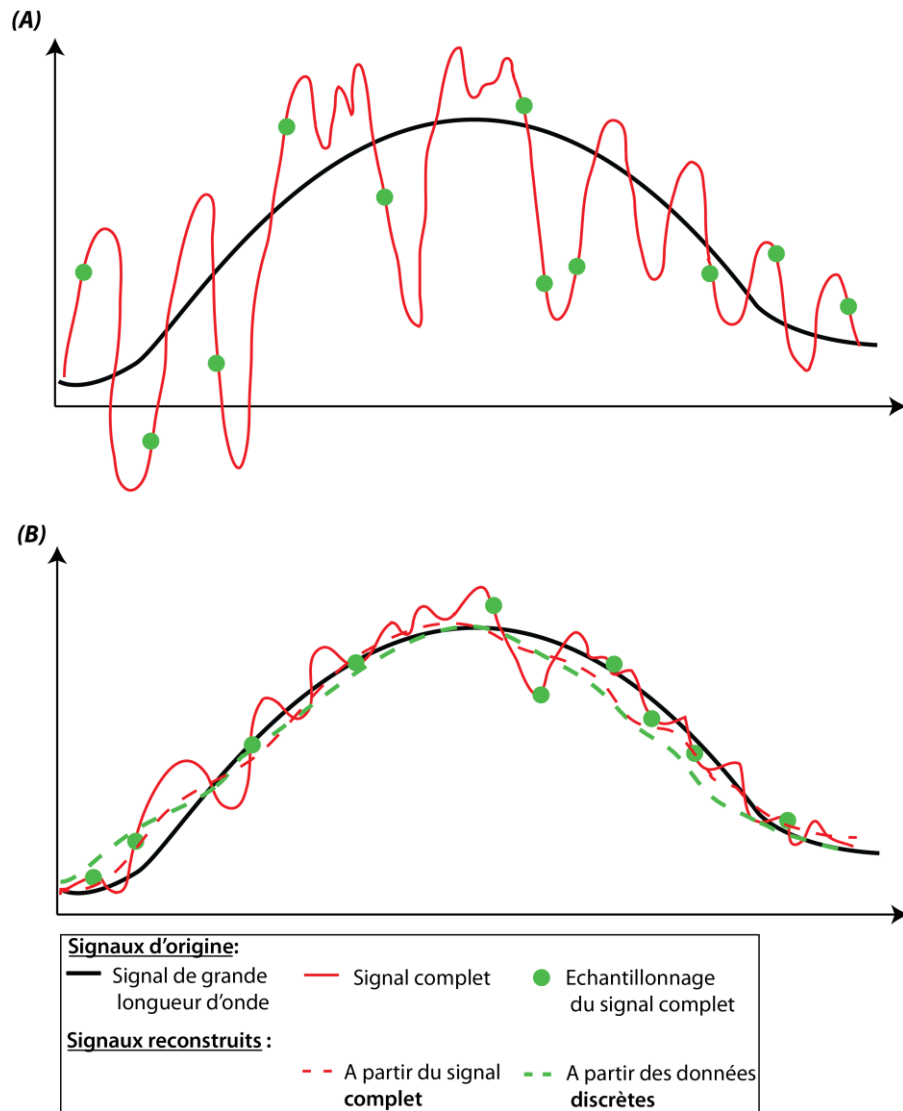 (A)
(B)
Signaux d'origine:
Signal de grande
longueur d'onde
Signal complet
Echantillonnage
du signal complet
Signaux reconstruits :
A partir du signal
complet
A partir des données
discrètes